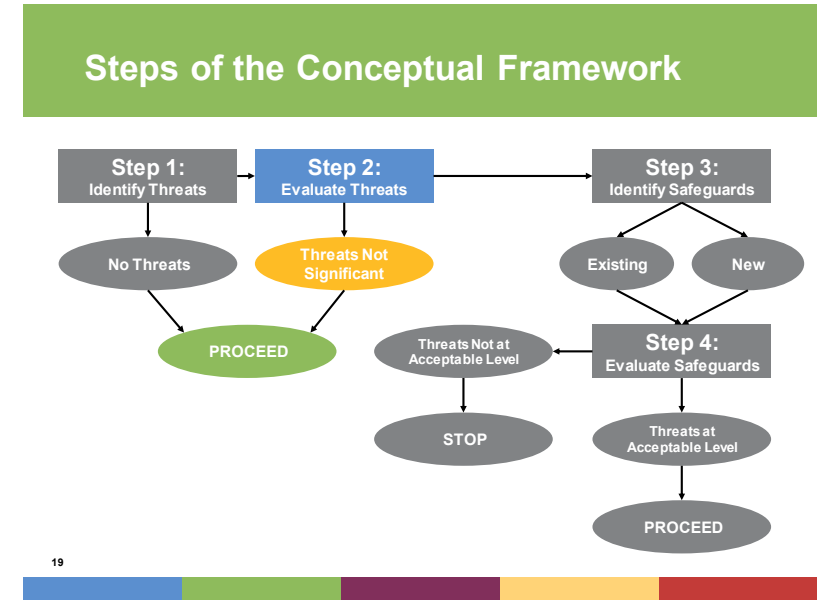 Steps of the Conceptual Framework
Step 1:
Identify Threats
Step 2:
Evaluate Threats
Step 3:
Identify Safeguards
No Threats
Threats Not
Significant
Existing
New
PROCEED
Threats Not at
Acceptable Level
Step 4:
Evaluate Safeguards
STOP
Threats at
Acceptable Level
PROCEED
19